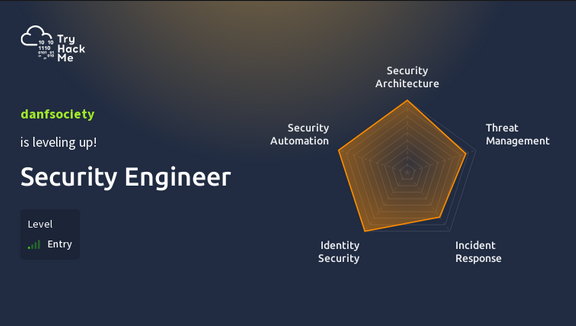 Try
Hack
Me
danfsociety
is leveling up!
Security Engineer
Level
Entry
Security
Architecture
Threat
Management
Incident
Response
Identity
Security
Security
Automation